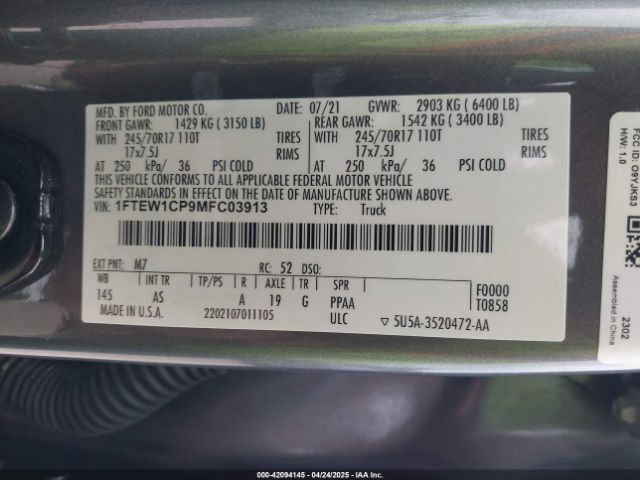 MFD. BY FORD MOTOR CO. DATE: 07/21 GVWR: 2903 KG ( 6400 LB)
FRONT GAWR: 1429 KG ( 3150 LB) REAR GAWR: 1542 KG ( 3400 LB)
WITH 245/70R17 110T TIRES WITH 245/70R17 110T TIRES
17x7.5J RIMS 17x7.5J RIMS
AT 250 kPa/ 36 PSI COLD AT 250 kPa/ 36 PSI COLD
THIS VEHICLE CONFORMS TO ALL APPLICABLE FEDERAL MOTOR VEHICLE
SAFETY STANDARDS IN EFFECT ON THE DATE OF MANUFACTURE SHOWN ABOVE.
VIN: 1FTEW1CP9MFC03913 TYPE: Truck
EXT PNT: M7 RC: 52 DSO:
WB INT TR TP/PS R AXLE TR SPR F0000
145 AS A 19 G PPAA T0858
MADE IN U.S.A. 2202107011105 ULC ▽ 5U5A-3520472-AA
FCC ID: O9YJKS3
H/W: 1.0
2302
Assembled in China
000-42094145 - 04/24/2025 - IAAI.com